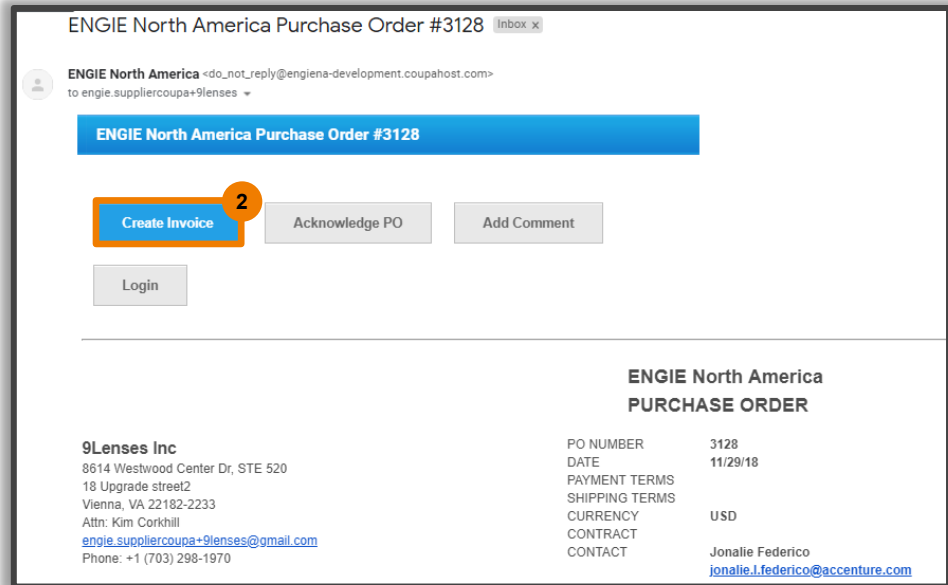 ENGIE North America Purchase Order #3128 Inbox x
ENGIE North America <do_not_reply@engiena-development.coupahost.com>
to engie.suppliercoupa+9lenses
ENGIE North America Purchase Order #3128
2
Create Invoice Acknowledge PO Add Comment
Login
ENGIE North America
PURCHASE ORDER
9Lenses Inc
8614 Westwood Center Dr, STE 520
18 Upgrade street2
Vienna, VA 22182-2233
Attn: Kim Corkhill
engie.suppliercoupa+9lenses@gmail.com
Phone: +1 (703) 298-1970
PO NUMBER 3128
DATE 11/29/18
PAYMENT TERMS
SHIPPING TERMS
CURRENCY USD
CONTRACT
CONTACT Jonalie Federico
jonalie.l.federico@accenture.com